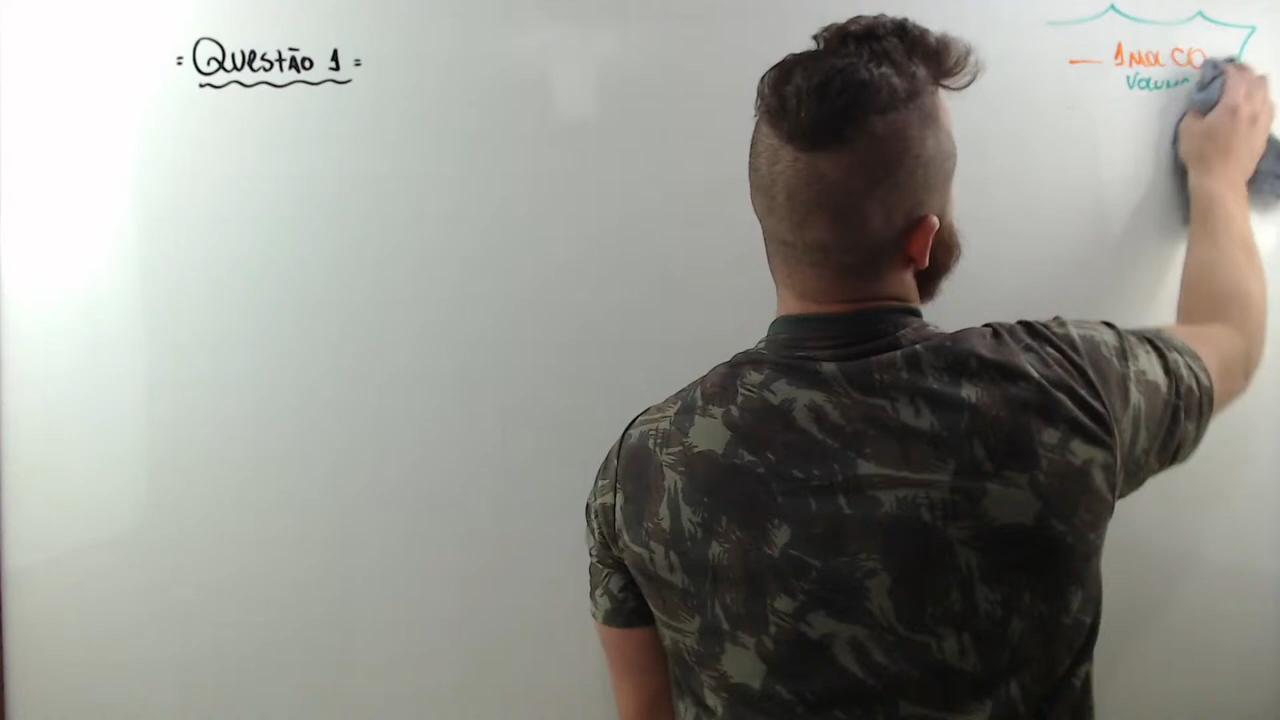 = Questão 1 =
— 1 mol CO